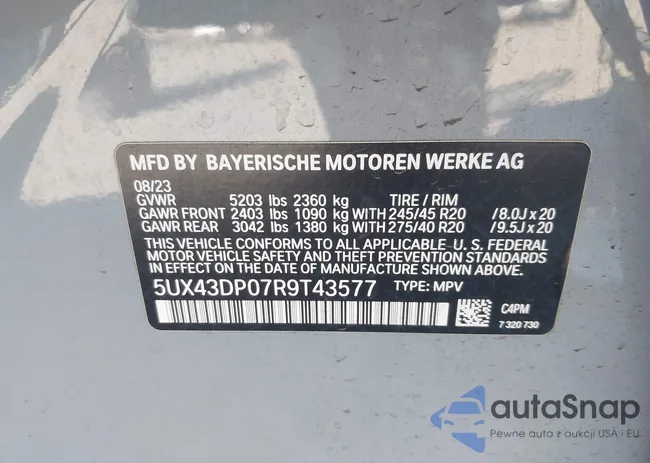 MFD BY BAYERISCHE MOTOREN WERKE AG
08/23
GVWR 5203 lbs 2360 kg TIRE / RIM
GAWR FRONT 2403 lbs 1090 kg WITH 245/45 R20 /8.0J x 20
GAWR REAR 3042 lbs 1380 kg WITH 275/40 R20 /9.5J x 20
THIS VEHICLE CONFORMS TO ALL APPLICABLE U. S. FEDERAL
MOTOR VEHICLE SAFETY AND THEFT PREVENTION STANDARDS
IN EFFECT ON THE DATE OF MANUFACTURE SHOWN ABOVE.
5UX43DP07R9T43577 TYPE: MPV
C4PM
7 320 730
autoSnap
Pewne auta z aukcji USA i EU